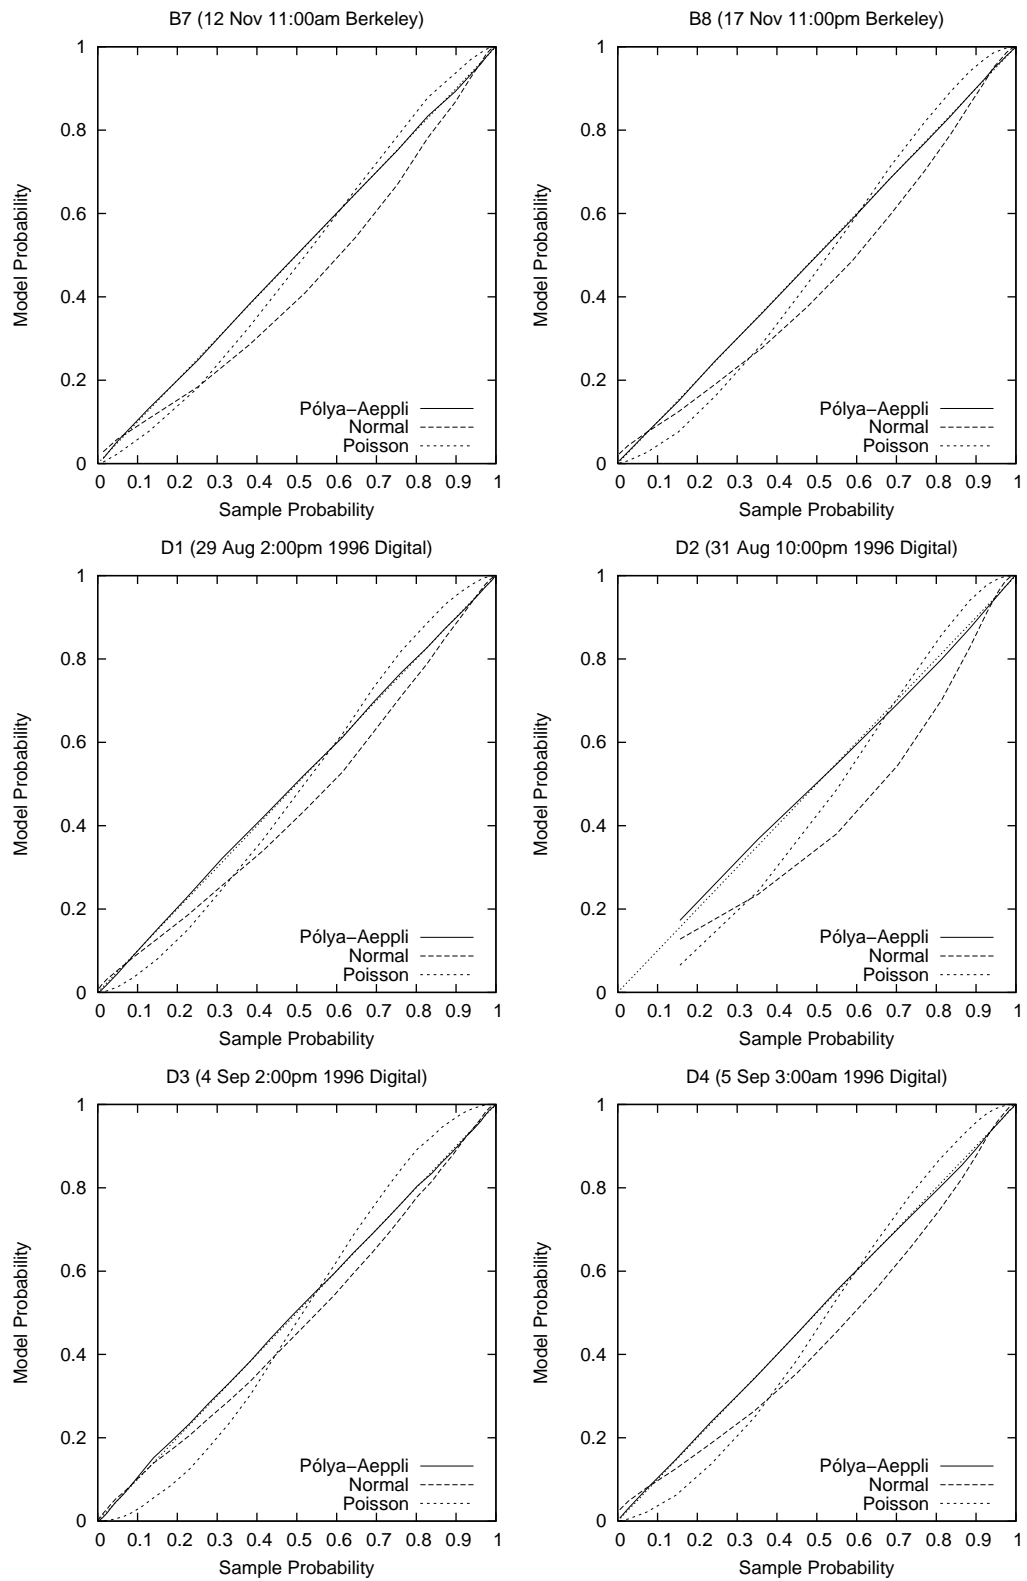 B7 (12 Nov 11:00am Berkeley)
1
0.8
0.6
0.4
0.2
0
Model Probability
Pólya−Aeppli
Normal
Poisson
0 0.1 0.2 0.3 0.4 0.5 0.6 0.7 0.8 0.9 1
Sample Probability
B8 (17 Nov 11:00pm Berkeley)
1
0.8
0.6
0.4
0.2
0
Model Probability
Pólya−Aeppli
Normal
Poisson
0 0.1 0.2 0.3 0.4 0.5 0.6 0.7 0.8 0.9 1
Sample Probability
D1 (29 Aug 2:00pm 1996 Digital)
1
0.8
0.6
0.4
0.2
0
Model Probability
Pólya−Aeppli
Normal
Poisson
0 0.1 0.2 0.3 0.4 0.5 0.6 0.7 0.8 0.9 1
Sample Probability
D2 (31 Aug 10:00pm 1996 Digital)
1
0.8
0.6
0.4
0.2
0
Model Probability
Pólya−Aeppli
Normal
Poisson
0 0.1 0.2 0.3 0.4 0.5 0.6 0.7 0.8 0.9 1
Sample Probability
D3 (4 Sep 2:00pm 1996 Digital)
1
0.8
0.6
0.4
0.2
0
Model Probability
Pólya−Aeppli
Normal
Poisson
0 0.1 0.2 0.3 0.4 0.5 0.6 0.7 0.8 0.9 1
Sample Probability
D4 (5 Sep 3:00am 1996 Digital)
1
0.8
0.6
0.4
0.2
0
Model Probability
Pólya−Aeppli
Normal
Poisson
0 0.1 0.2 0.3 0.4 0.5 0.6 0.7 0.8 0.9 1
Sample Probability